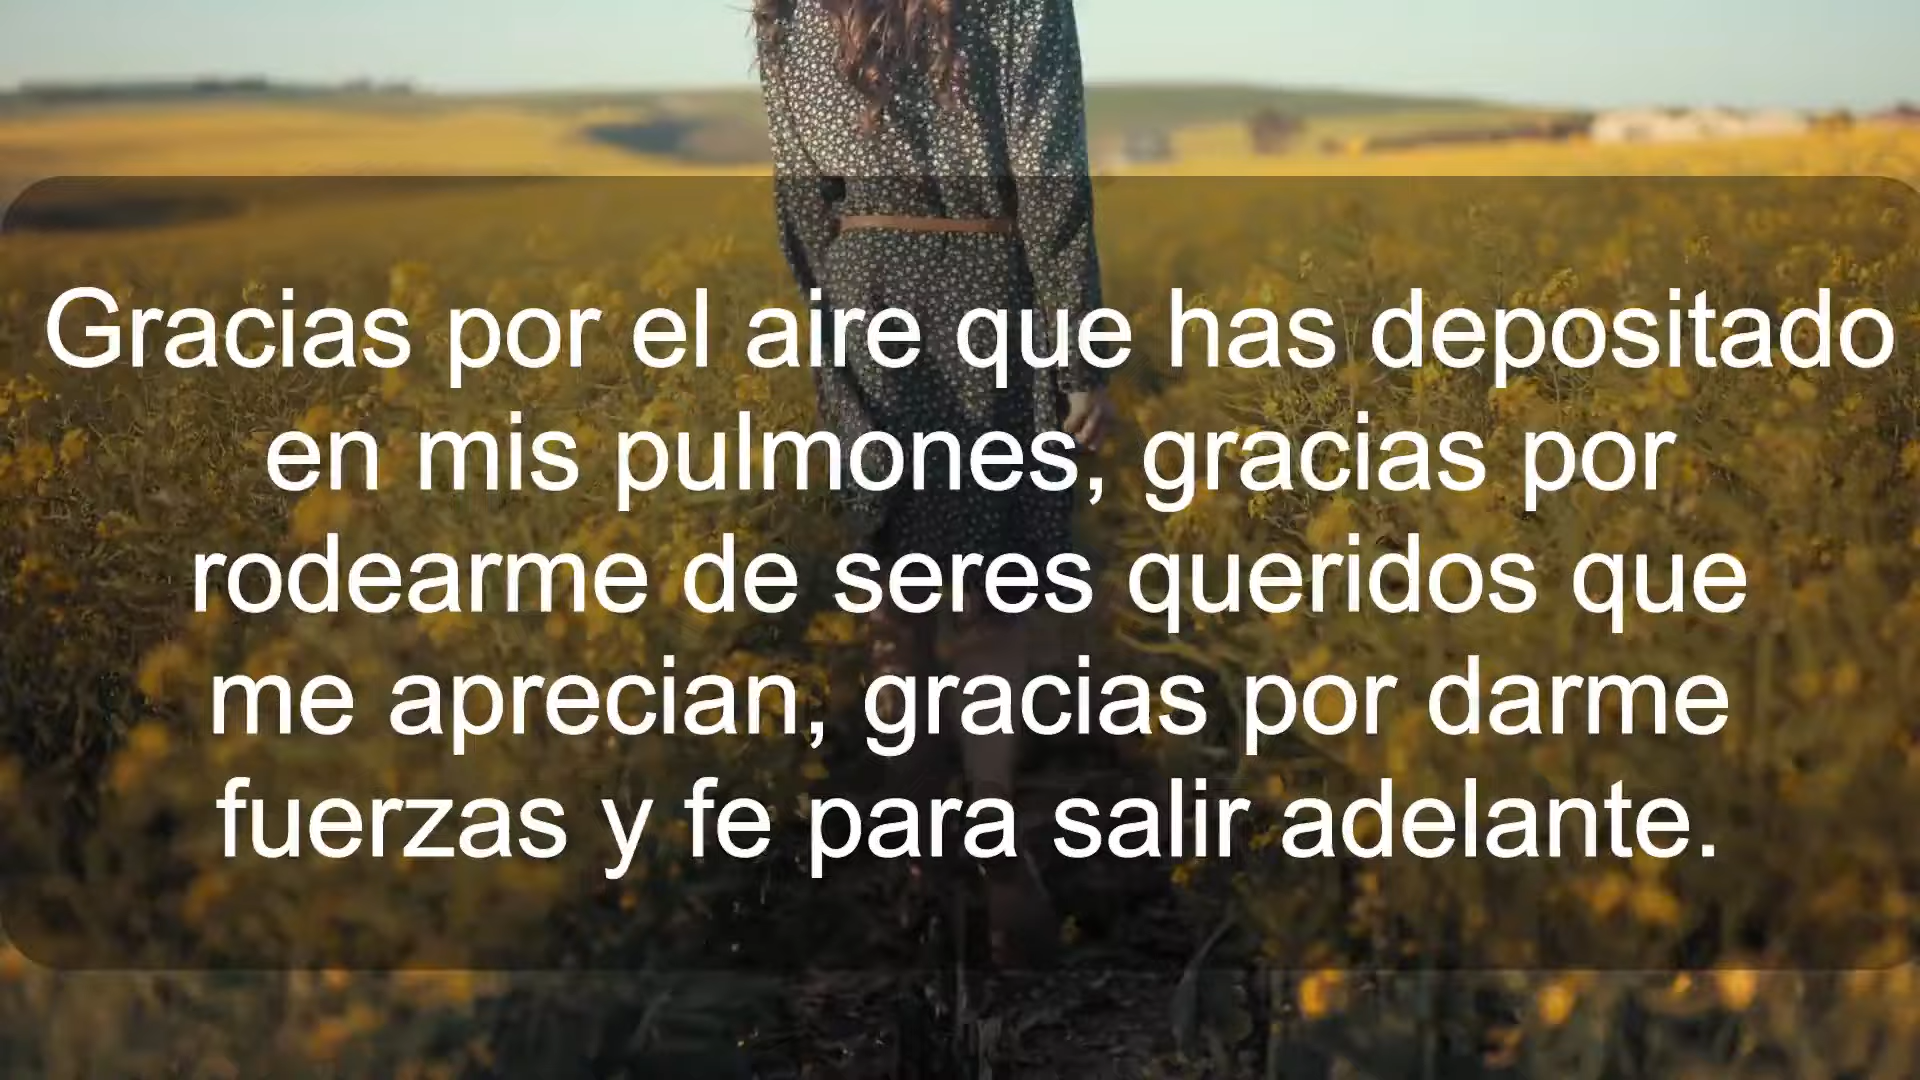 Gracias por el aire que has depositado
en mis pulmones, gracias por
rodearme de seres queridos que
me aprecian, gracias por darme
fuerzas y fe para salir adelante.